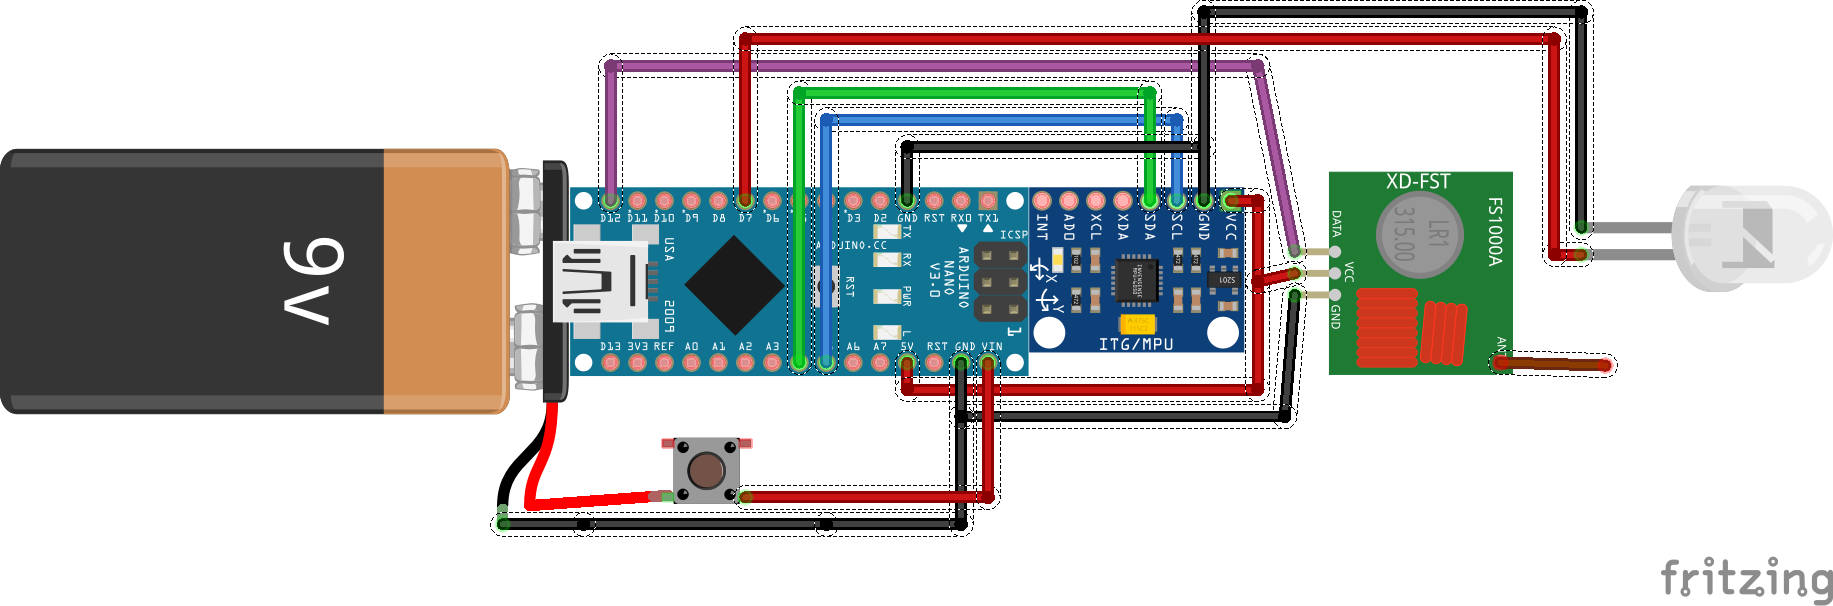 9v
D12 D11 D10 D9 D8 D7 D6 D3 D2 GND RST RX0 TX1
USA
2009
ARDUINO.CC
RST
TX
RX
PWR
L
ARDUINO
NANO
V3.0
ICSP
1
D13 3V3 REF A0 A1 A2 A3 A6 A7 5V RST GND VIN
INT
ADO
XCL
XDA
SDA
SCL
GND
VCC
X
Y
ITG/MPU
XD-FST
FS1000A
315.00
LR1
DATA
VCC
GND
fritzing